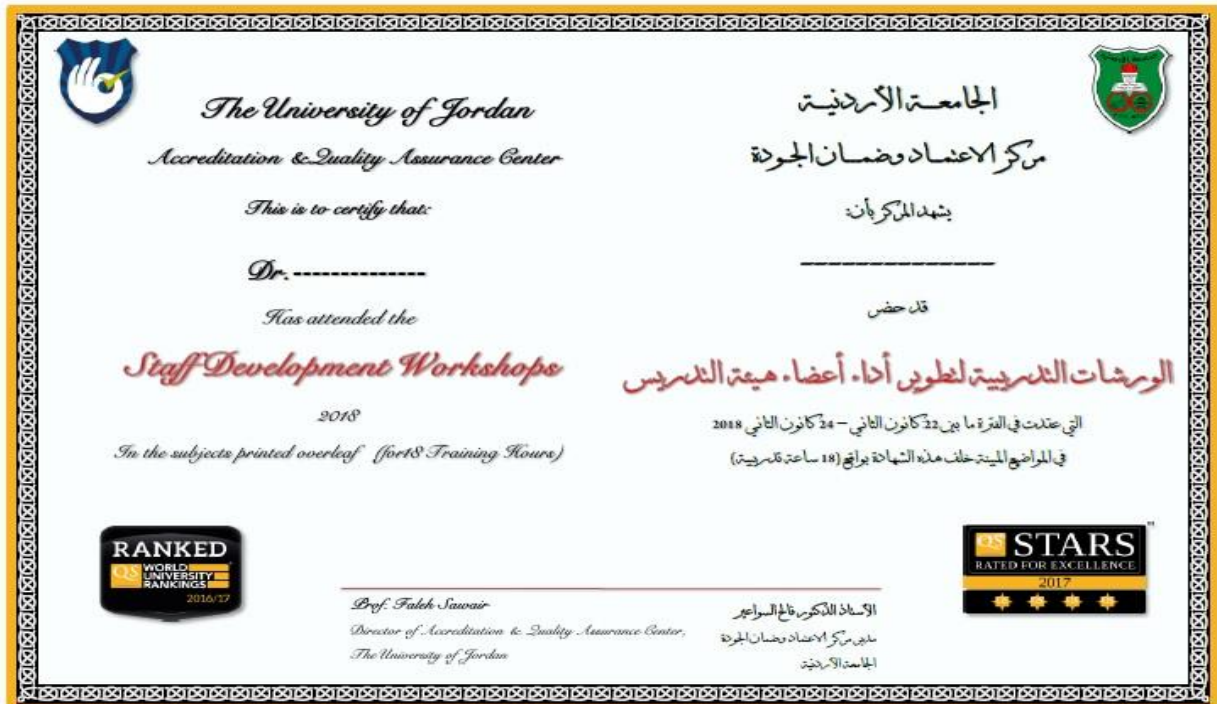 The University of Jordan
Accreditation & Quality Assurance Center
This is to certify that:
Dr. --------------
Has attended the
Staff Development Workshops
2018
In the subjects printed overleaf (for18 Training Hours)
الجامعة الأردنية
مركز الاعتماد وضمان الجودة
يشهد المركز بأن:
--------------
قد حضر
الورشات التدريبية لتطوير أداء أعضاء هيئة التدريس
التي عقدت في الفترة ما بين 22 كانون الثاني – 24 كانون الثاني 2018
في المواضيع المبينة خلف هذه الشهادة بواقع (18 ساعة تدريبية)
RANKED
QS WORLD
UNIVERSITY
RANKINGS
2016/17
Prof. Faleh Sawair
Director of Accreditation & Quality Assurance Center,
The University of Jordan
الأستاذ الدكتور فالح السواعير
مدير مركز الاعتماد وضمان الجودة
الجامعة الأردنية
QS STARS
RATED FOR EXCELLENCE
2017